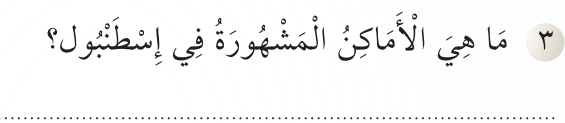 ٣ مَا هِيَ الْأَمَاكِنُ الْمَشْهُورَةُ فِي إِسْطَنْبُول؟